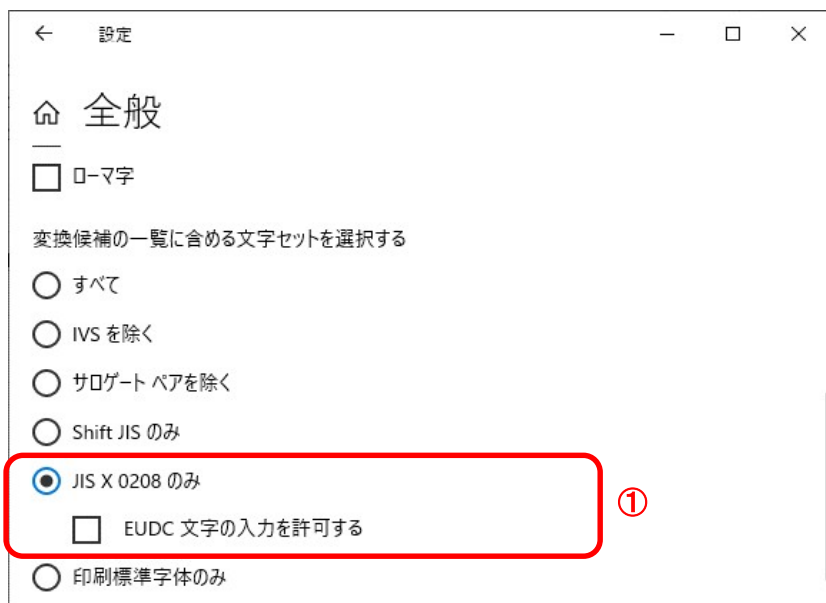 設定
全般
ローマ字
変換候補の一覧に含める文字セットを選択する
すべて
IVS を除く
サロゲート ペアを除く
Shift JIS のみ
JIS X 0208 のみ
①
EUDC 文字の入力を許可する
印刷標準字体のみ